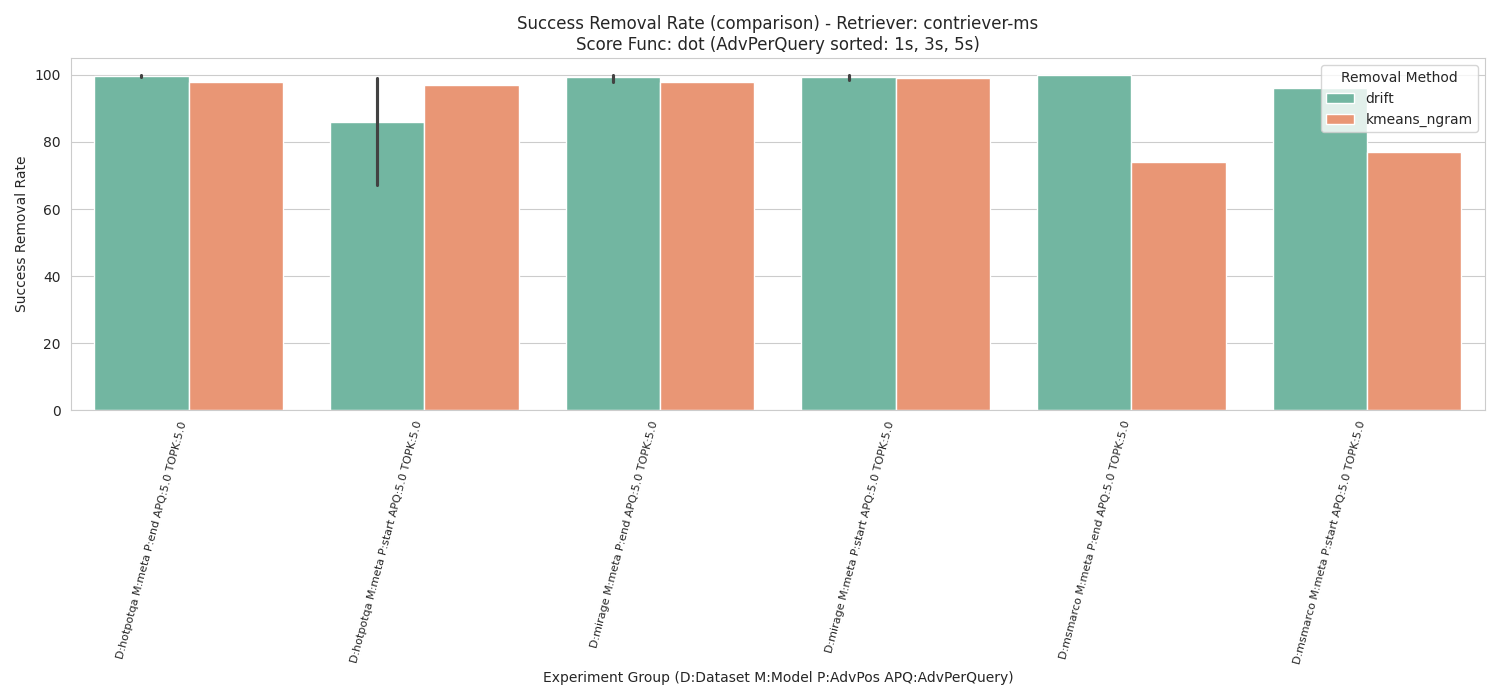 Success Removal Rate (comparison) - Retriever: contriever-ms
Score Func: dot (AdvPerQuery sorted: 1s, 3s, 5s)
Success Removal Rate
100
80
60
40
20
0
Removal Method
drift
kmeans_ngram
D:hotpotqa M:meta P:end APQ:5.0 TOPK:5.0
D:hotpotqa M:meta P:start APQ:5.0 TOPK:5.0
D:mirage M:meta P:end APQ:5.0 TOPK:5.0
D:mirage M:meta P:start APQ:5.0 TOPK:5.0
D:msmarco M:meta P:end APQ:5.0 TOPK:5.0
D:msmarco M:meta P:start APQ:5.0 TOPK:5.0
Experiment Group (D:Dataset M:Model P:AdvPos APQ:AdvPerQuery)